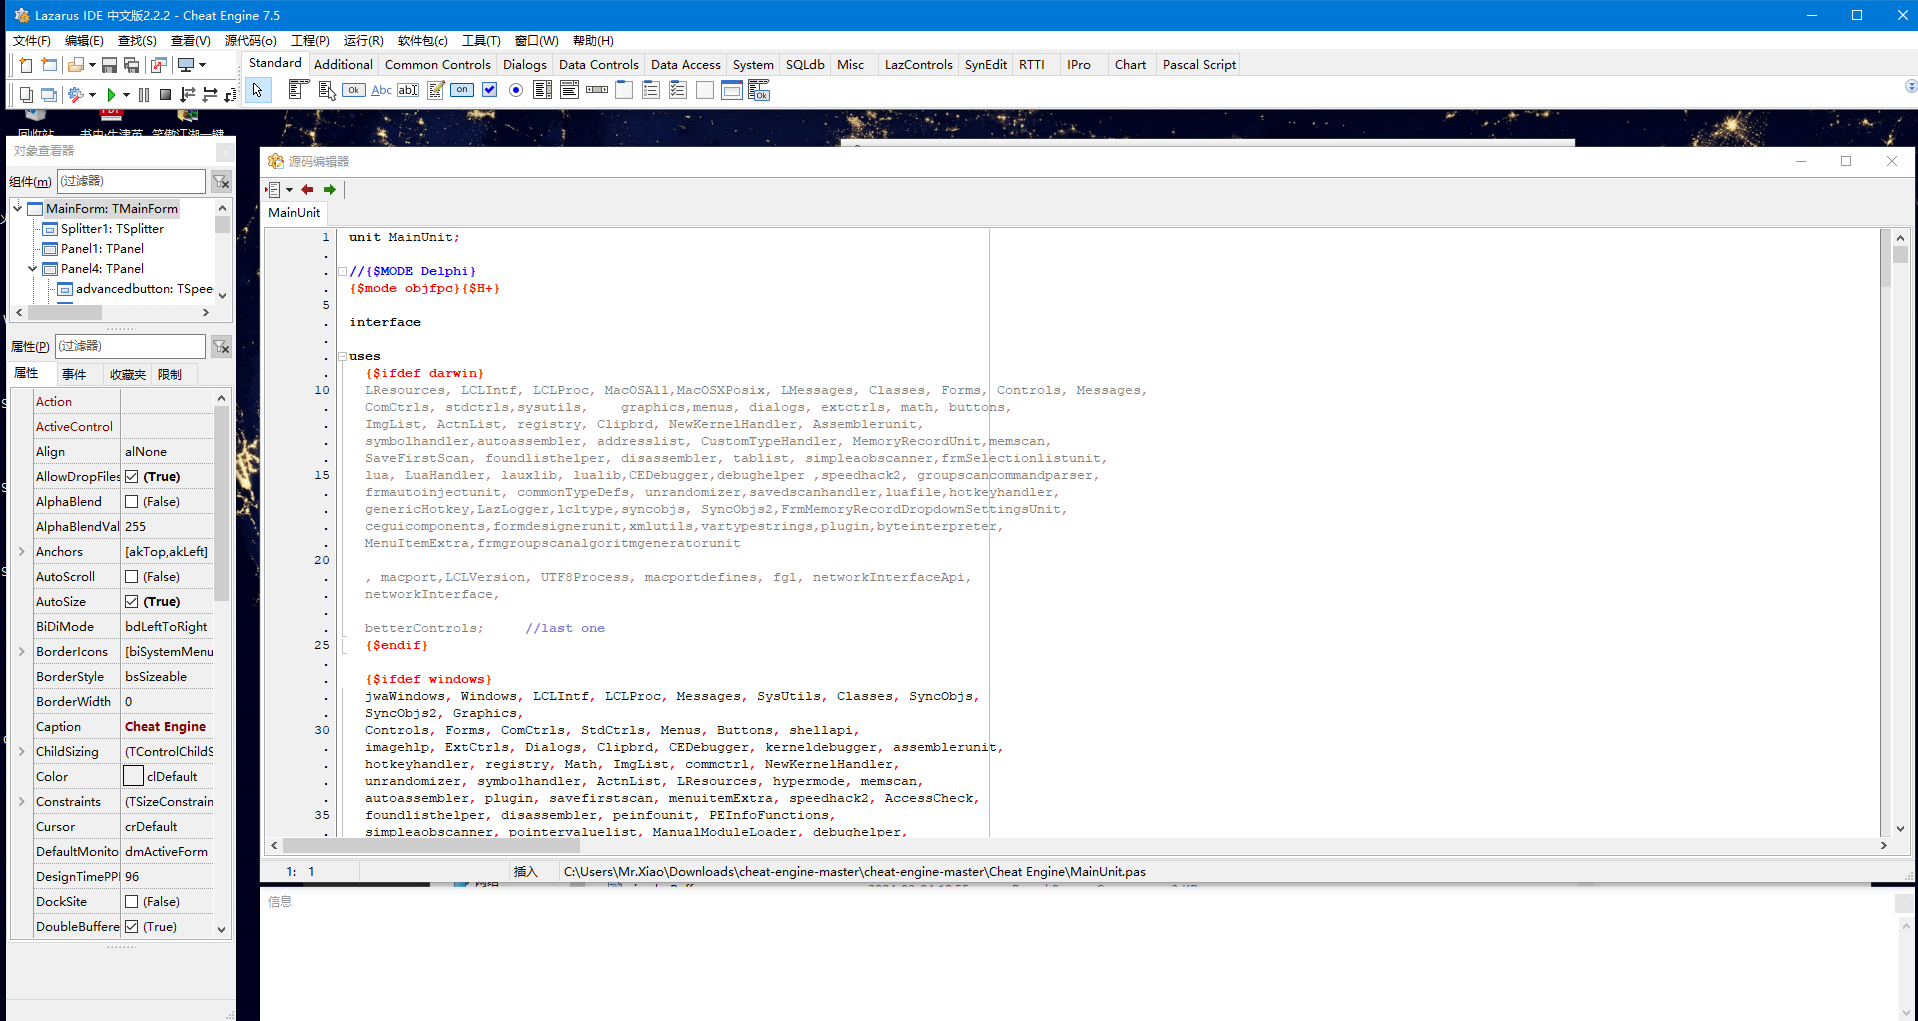 Lazarus IDE 中文版2.2.2 - Cheat Engine 7.5
文件(F) 编辑(E) 查找(S) 查看(V) 源代码(o) 工程(P) 运行(R) 软件包(c) 工具(T) 窗口(W) 帮助(H)
Standard Additional Common Controls Dialogs Data Controls Data Access System SQLdb Misc LazControls SynEdit RTTI IPro Chart Pascal Script
Ok Abc abI on Ok
回收站
对象查看器
组件(m) (过滤器)
MainForm: TMainForm
Splitter1: TSplitter
Panel1: TPanel
Panel4: TPanel
advancedbutton: TSpee
属性(P) (过滤器)
属性 事件 收藏夹 限制
Action
ActiveControl
Align alNone
AllowDropFiles (True)
AlphaBlend (False)
AlphaBlendVal 255
Anchors [akTop,akLeft]
AutoScroll (False)
AutoSize (True)
BiDiMode bdLeftToRight
BorderIcons [biSystemMenu
BorderStyle bsSizeable
BorderWidth 0
Caption Cheat Engine
ChildSizing (TControlChildS
Color clDefault
Constraints (TSizeConstrain
Cursor crDefault
DefaultMonito dmActiveForm
DesignTimePPI 96
DockSite (False)
DoubleBuffere (True)
源码编辑器
MainUnit
1 unit MainUnit;
//{$MODE Delphi}
{$mode objfpc}{$H+}
5
interface
uses
{$ifdef darwin}
10 LResources, LCLIntf, LCLProc, MacOSAll,MacOSXPosix, LMessages, Classes, Forms, Controls, Messages,
ComCtrls, stdctrls,sysutils, graphics,menus, dialogs, extctrls, math, buttons,
ImgList, ActnList, registry, Clipbrd, NewKernelHandler, Assemblerunit,
symbolhandler,autoassembler, addresslist, CustomTypeHandler, MemoryRecordUnit,memscan,
SaveFirstScan, foundlisthelper, disassembler, tablist, simpleaobscanner,frmSelectionlistunit,
15 lua, LuaHandler, lauxlib, lualib,CEDebugger,debughelper ,speedhack2, groupscancommandparser,
frmautoinjectunit, commonTypeDefs, unrandomizer,savedscanhandler,luafile,hotkeyhandler,
genericHotkey,LazLogger,lcltype,syncobjs, SyncObjs2,FrmMemoryRecordDropdownSettingsUnit,
ceguicomponents,formdesignerunit,xmlutils,vartypestrings,plugin,byteinterpreter,
MenuItemExtra,frmgroupscanalgoritmgeneratorunit
20
, macport,LCLVersion, UTF8Process, macportdefines, fgl, networkInterfaceApi,
networkInterface,
betterControls; //last one
25 {$endif}
{$ifdef windows}
jwaWindows, Windows, LCLIntf, LCLProc, Messages, SysUtils, Classes, SyncObjs,
SyncObjs2, Graphics,
30 Controls, Forms, ComCtrls, StdCtrls, Menus, Buttons, shellapi,
imagehlp, ExtCtrls, Dialogs, Clipbrd, CEDebugger, kerneldebugger, assemblerunit,
hotkeyhandler, registry, Math, ImgList, commctrl, NewKernelHandler,
unrandomizer, symbolhandler, ActnList, LResources, hypermode, memscan,
autoassembler, plugin, savefirstscan, menuitemExtra, speedhack2, AccessCheck,
35 foundlisthelper, disassembler, peinfounit, PEInfoFunctions,
simpleaobscanner, pointervaluelist, ManualModuleLoader, debughelper,
1: 1 插入 C:\Users\Mr.Xiao\Downloads\cheat-engine-master\cheat-engine-master\Cheat Engine\MainUnit.pas
信息